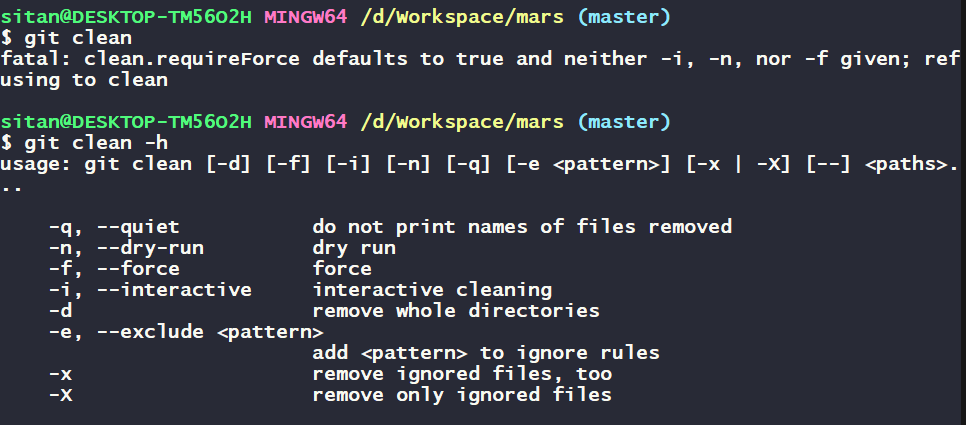 sitan@DESKTOP-TM56O2H MINGW64 /d/Workspace/mars (master)
$ git clean
fatal: clean.requireForce defaults to true and neither -i, -n, nor -f given; ref
using to clean
sitan@DESKTOP-TM56O2H MINGW64 /d/Workspace/mars (master)
$ git clean -h
usage: git clean [-d] [-f] [-i] [-n] [-q] [-e <pattern>] [-x | -X] [--] <paths>.
..
    -q, --quiet           do not print names of files removed
    -n, --dry-run         dry run
    -f, --force           force
    -i, --interactive     interactive cleaning
    -d                    remove whole directories
    -e, --exclude <pattern>
                          add <pattern> to ignore rules
    -x                    remove ignored files, too
    -X                    remove only ignored files